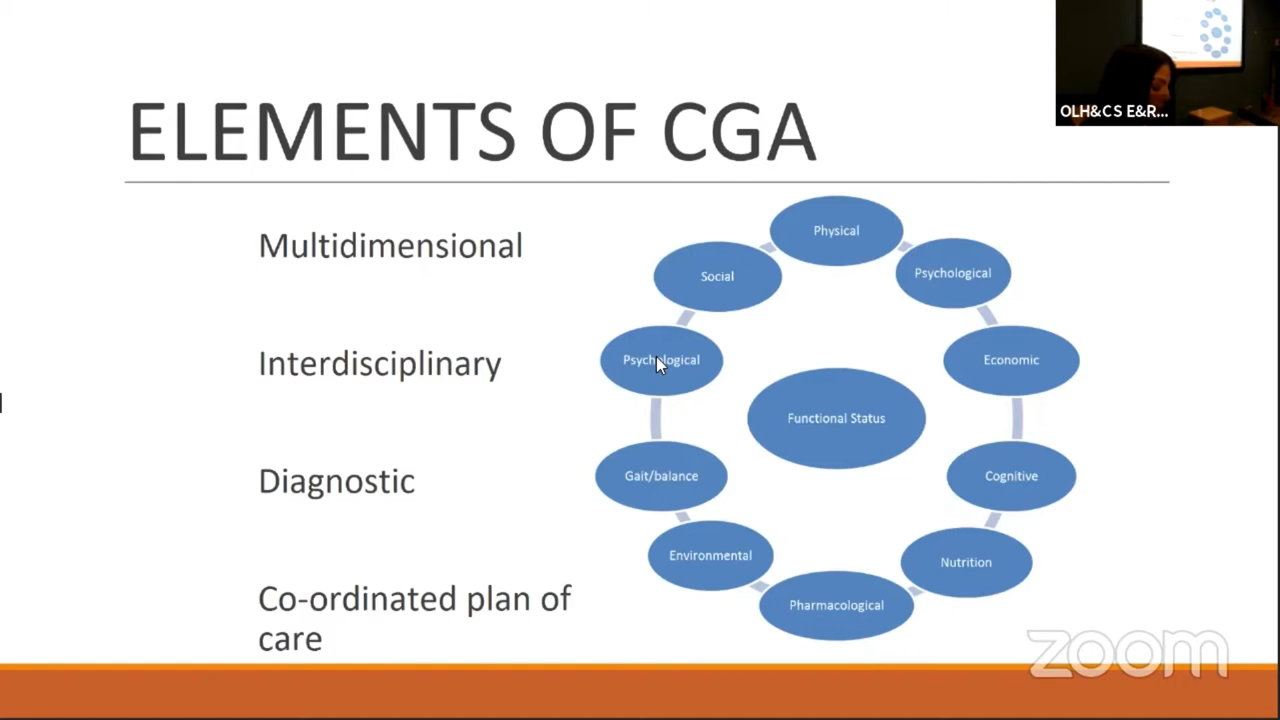 ELEMENTS OF CGA
OLH&CS E&R...
Multidimensional
Interdisciplinary
Diagnostic
Co-ordinated plan of
care
Physical
Psychological
Economic
Cognitive
Nutrition
Pharmacological
Environmental
Gait/balance
Psychological
Social
Functional Status
zoom